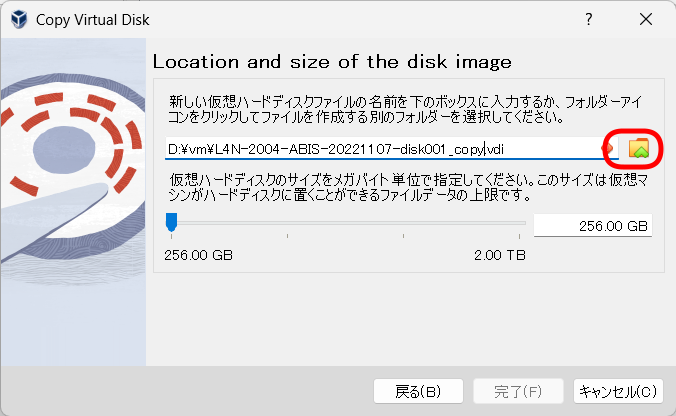 Copy Virtual Disk
Location and size of the disk image
新しい仮想ハードディスクファイルの名前を下のボックスに入力するか、フォルダーアイ
コンをクリックしてファイルを作成する別のフォルダーを選択してください。
D:¥vm¥L4N-2004-ABIS-20221107-disk001_copy.vdi
仮想ハードディスクのサイズをメガバイト単位で指定してください。このサイズは仮想マ
シンがハードディスクに置くことができるファイルデータの上限です。
256.00 GB
256.00 GB 2.00 TB
戻る(B) 完了(F) キャンセル(C)